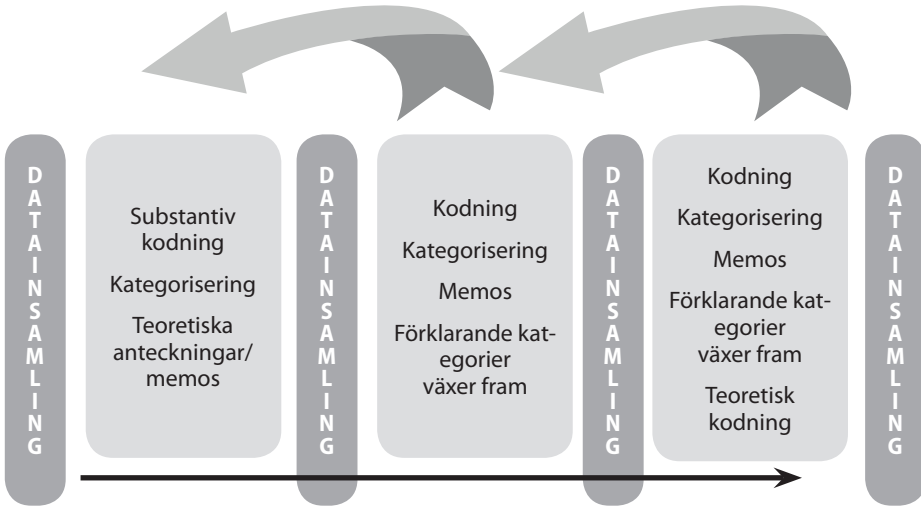 DATAINSAMLING
Substantiv
kodning
Kategorisering
Teoretiska
anteckningar/
memos
DATAINSAMLING
Kodning
Kategorisering
Memos
Förklarande kat-
egorier
växer fram
DATAINSAMLING
Kodning
Kategorisering
Memos
Förklarande kat-
egorier
växer fram
Teoretisk
kodning
DATAINSAMLING